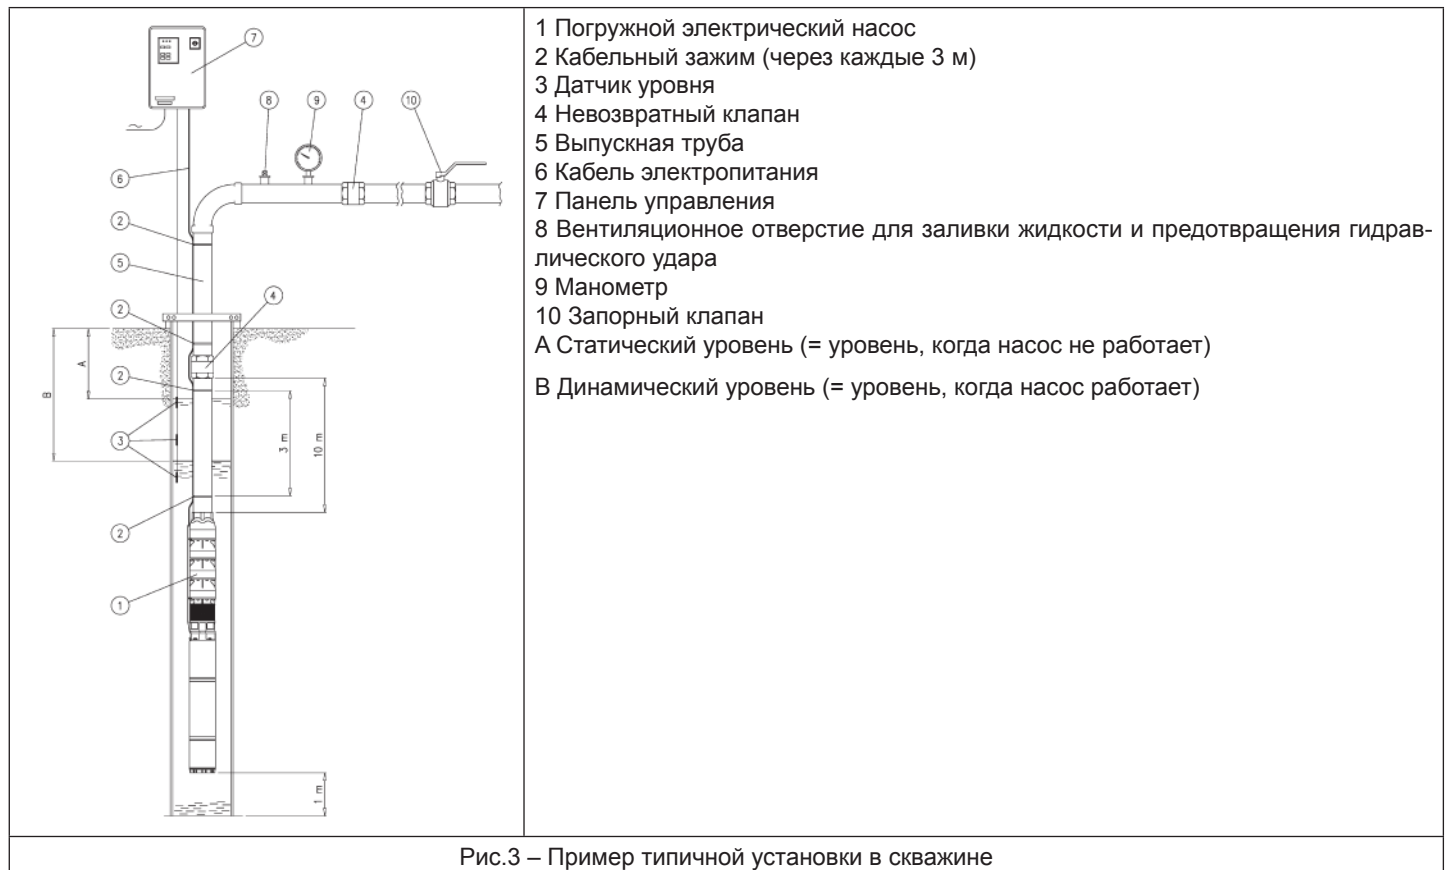 7
8
9
4
10
6
2
5
4
2
A
B
2
3
3 m
10 m
2
1
1 m
1 Погружной электрический насос
2 Кабельный зажим (через каждые 3 м)
3 Датчик уровня
4 Невозвратный клапан
5 Выпускная труба
6 Кабель электропитания
7 Панель управления
8 Вентиляционное отверстие для заливки жидкости и предотвращения гидрав-
лического удара
9 Манометр
10 Запорный клапан
А Статический уровень (= уровень, когда насос не работает)
В Динамический уровень (= уровень, когда насос работает)
Рис.3 – Пример типичной установки в скважине